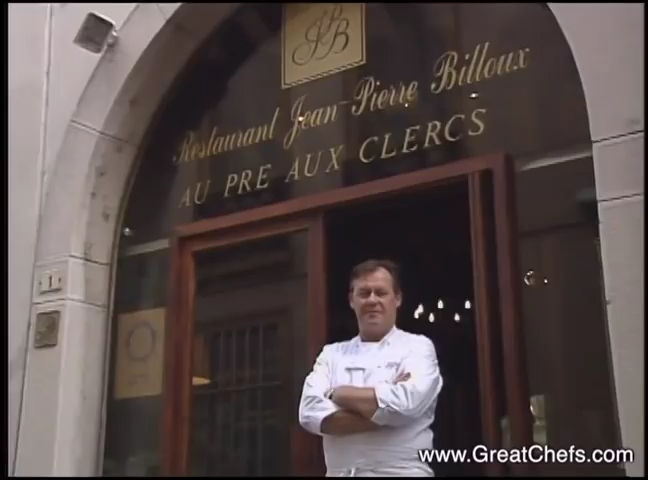 JPB
Restaurant Jean-Pierre Billoux
AU PRE AUX CLERCS
www.GreatChefs.com